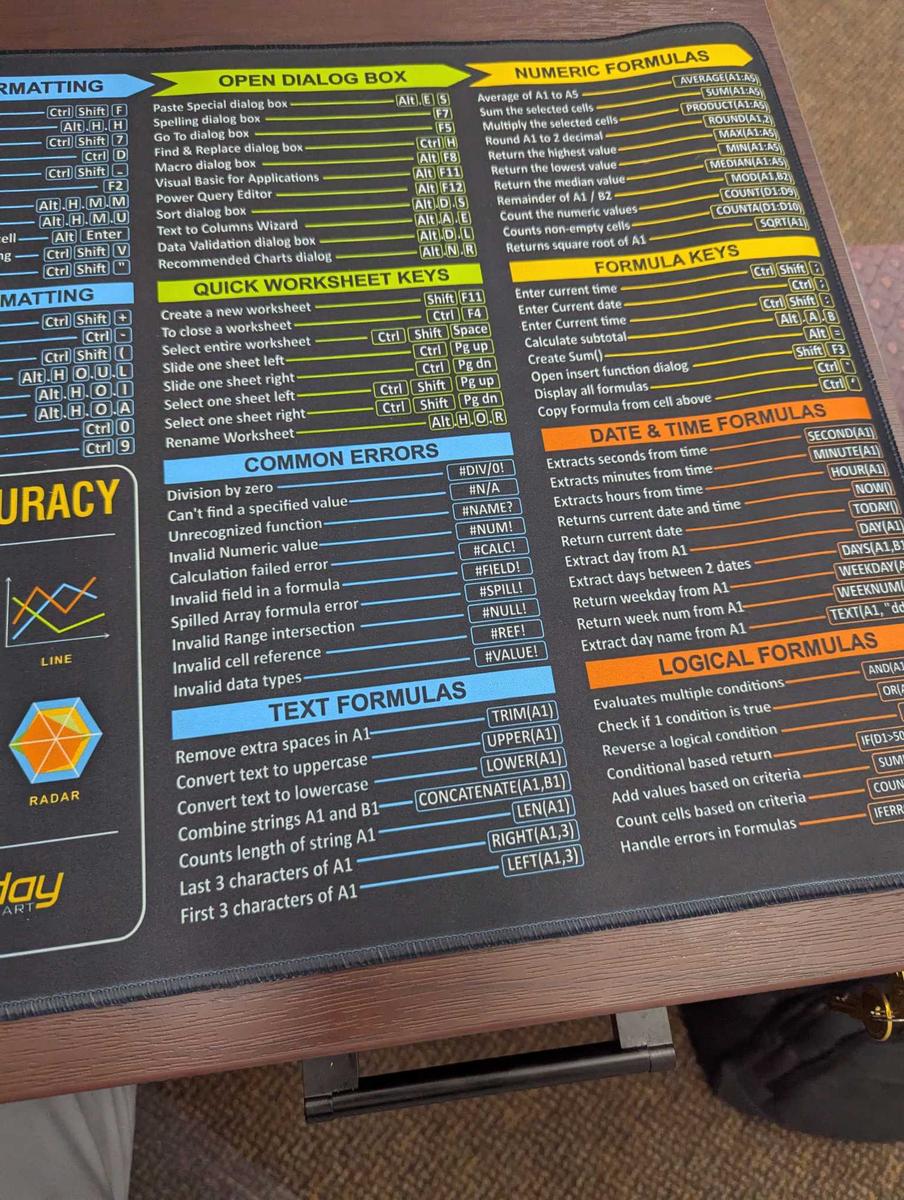 RMATTING
Ctrl Shift F
Alt.H.H
Ctrl Shift 7
Ctrl D
Ctrl Shift _
F2
Alt.H.M.M
Alt.H.M.U
cell Alt Enter
ng Ctrl Shift V
Ctrl Shift "
MATTING
Ctrl Shift +
Ctrl -
Ctrl Shift (
Alt.H.O.U.L
Alt.H.O.I
Alt.H.O.A
Ctrl 0
Ctrl 9
URACY
LINE
RADAR
day
ART
OPEN DIALOG BOX
Paste Special dialog box Alt.E S
Spelling dialog box F7
Go To dialog box F5
Find & Replace dialog box Ctrl H
Macro dialog box Alt F8
Visual Basic for Applications Alt F11
Power Query Editor Alt F12
Sort dialog box Alt.D.S
Text to Columns Wizard Alt.A.E
Data Validation dialog box Alt.D.L
Recommended Charts dialog Alt.N.R
QUICK WORKSHEET KEYS
Create a new worksheet Shift F11
To close a worksheet Ctrl F4
Select entire worksheet Ctrl Shift Space
Slide one sheet left Ctrl Pg up
Slide one sheet right Ctrl Pg dn
Select one sheet left Ctrl Shift Pg up
Select one sheet right Ctrl Shift Pg dn
Rename Worksheet Alt.H.O.R
COMMON ERRORS
Division by zero #DIV/0!
Can't find a specified value #N/A
Unrecognized function #NAME?
Invalid Numeric value #NUM!
Calculation failed error #CALC!
Invalid field in a formula #FIELD!
Spilled Array formula error #SPILL!
Invalid Range intersection #NULL!
Invalid cell reference #REF!
Invalid data types #VALUE!
TEXT FORMULAS
Remove extra spaces in A1 TRIM(A1)
Convert text to uppercase UPPER(A1)
Convert text to lowercase LOWER(A1)
Combine strings A1 and B1 CONCATENATE(A1,B1)
Counts length of string A1 LEN(A1)
Last 3 characters of A1 RIGHT(A1,3)
First 3 characters of A1 LEFT(A1,3)
NUMERIC FORMULAS
Average of A1 to A5 AVERAGE(A1:A5)
Sum the selected cells SUM(A1:A5)
Multiply the selected cells PRODUCT(A1:A5)
Round A1 to 2 decimal ROUND(A1,2)
Return the highest value MAX(A1:A5)
Return the lowest value MIN(A1:A5)
Return the median value MEDIAN(A1:A5)
Remainder of A1 / B2 MOD(A1,B2)
Count the numeric values COUNT(D1:D9)
Counts non-empty cells COUNTA(D1:D10)
Returns square root of A1 SQRT(A1)
FORMULA KEYS
Enter current time Ctrl Shift ;
Enter Current date Ctrl ;
Enter Current time Ctrl Shift :
Calculate subtotal Alt.A.B
Create Sum() Alt =
Open insert function dialog Shift F3
Display all formulas Ctrl `
Copy Formula from cell above Ctrl '
DATE & TIME FORMULAS
Extracts seconds from time SECOND(A1)
Extracts minutes from time MINUTE(A1)
Extracts hours from time HOUR(A1)
Returns current date and time NOW()
Return current date TODAY()
Extract day from A1 DAY(A1)
Extract days between 2 dates DAYS(A1,B1
Return weekday from A1 WEEKDAY(A
Return week num from A1 WEEKNUM(
Extract day name from A1 TEXT(A1,"dd
LOGICAL FORMULAS
Evaluates multiple conditions AND(A1
Check if 1 condition is true OR(A
Reverse a logical condition
Conditional based return IF(D1>50
Add values based on criteria SUM
Count cells based on criteria COUN
Handle errors in Formulas IFERR